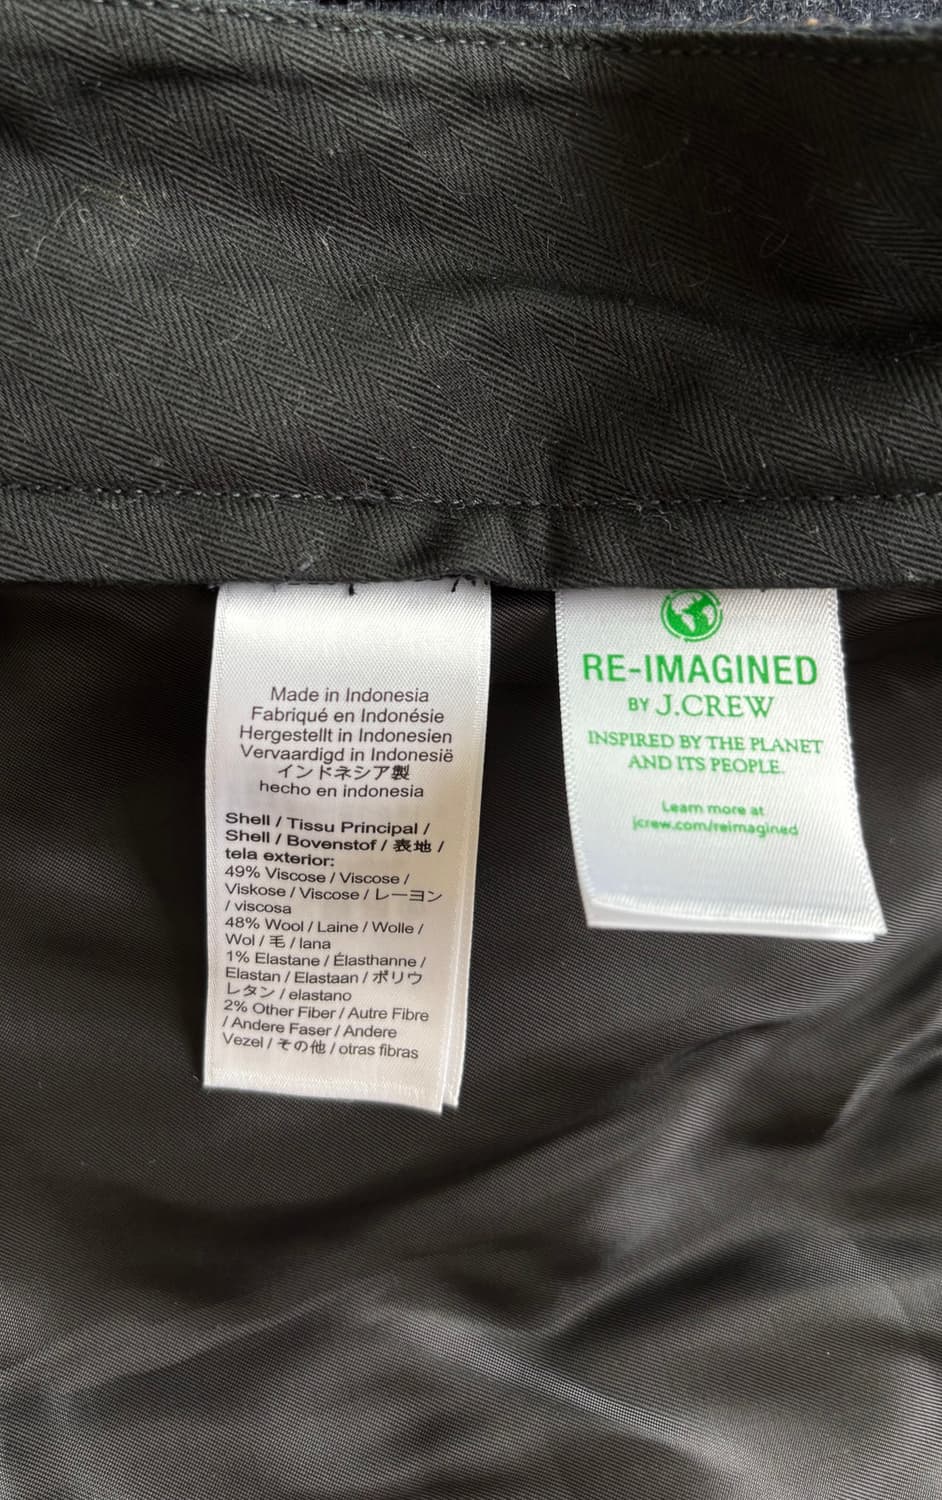 Made in Indonesia
Fabriqué en Indonésie
Hergestellt in Indonesien
Vervaardigd in Indonesië
インドネシア製
hecho en indonesia
Shell / Tissu Principal /
Shell / Bovenstof / 表地 /
tela exterior:
49% Viscose / Viscose /
Viskose / Viscose / レーヨン
/ viscosa
48% Wool / Laine / Wolle /
Wol / 毛 / lana
1% Elastane / Élasthanne /
Elastan / Elastaan / ポリウ
レタン / elastano
2% Other Fiber / Autre Fibre
/ Andere Faser / Andere
Vezel / その他 / otras fibras
RE-IMAGINED
BY J.CREW
INSPIRED BY THE PLANET
AND ITS PEOPLE.
Learn more at
jcrew.com/reimagined